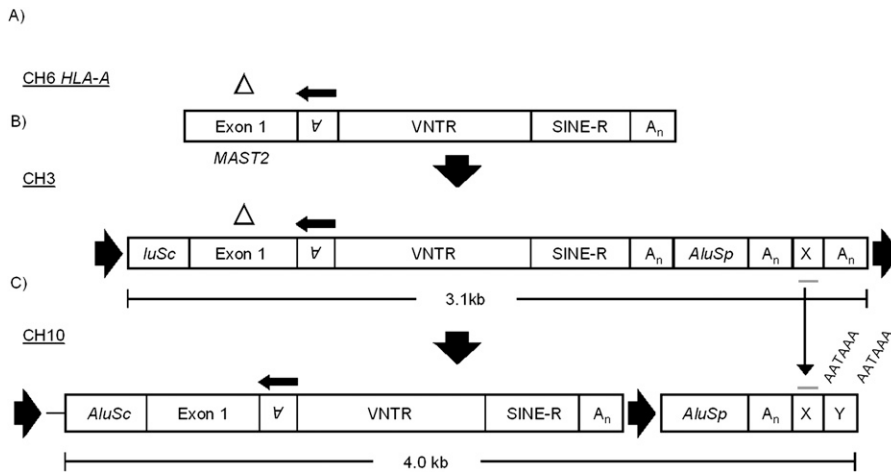 A)
CH6 HLA-A
△
B)
Exon 1 ∀ VNTR SINE-R An
MAST2
CH3
△
luSc Exon 1 ∀ VNTR SINE-R An AluSp An X An
C)
3.1kb
CH10
AATAAA AATAAA
AluSc Exon 1 ∀ VNTR SINE-R An AluSp An X Y
4.0 kb